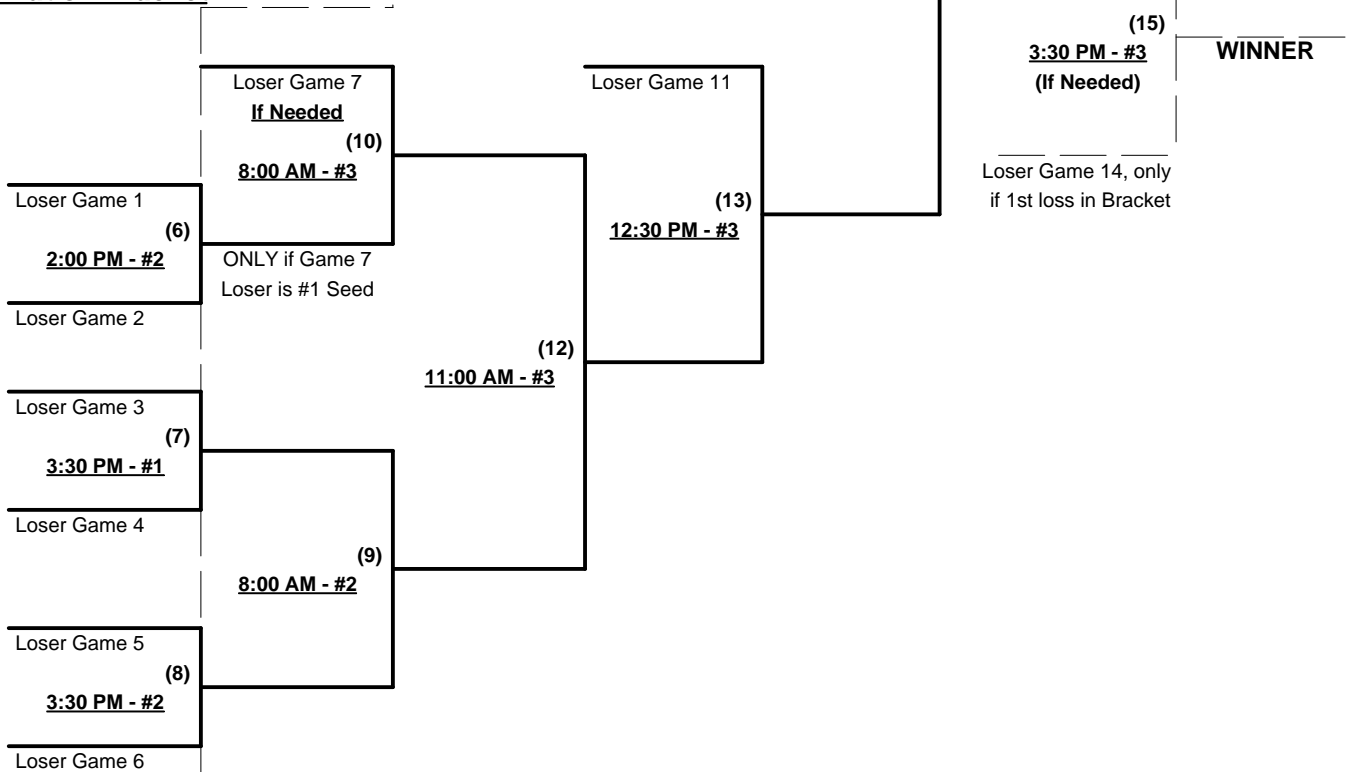 (15)
3:30 PM - #3
(If Needed)
WINNER
Loser Game 7
If Needed
(10)
8:00 AM - #3
Loser Game 11
Loser Game 14, only
if 1st loss in Bracket
Loser Game 1
(6)
2:00 PM - #2
Loser Game 2
ONLY if Game 7
Loser is #1 Seed
(13)
12:30 PM - #3
(12)
11:00 AM - #3
Loser Game 3
(7)
3:30 PM - #1
Loser Game 4
(9)
8:00 AM - #2
Loser Game 5
(8)
3:30 PM - #2
Loser Game 6